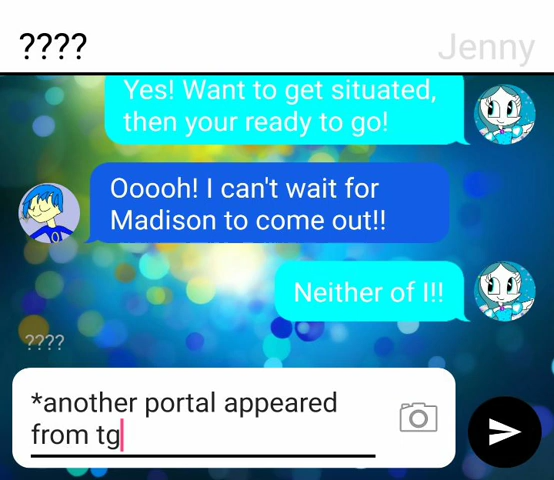 ????
Jenny
Yes! Want to get situated,
then your ready to go!
Ooooh! I can't wait for
Madison to come out!!
Neither of I!!
????
*another portal appeared
from tg